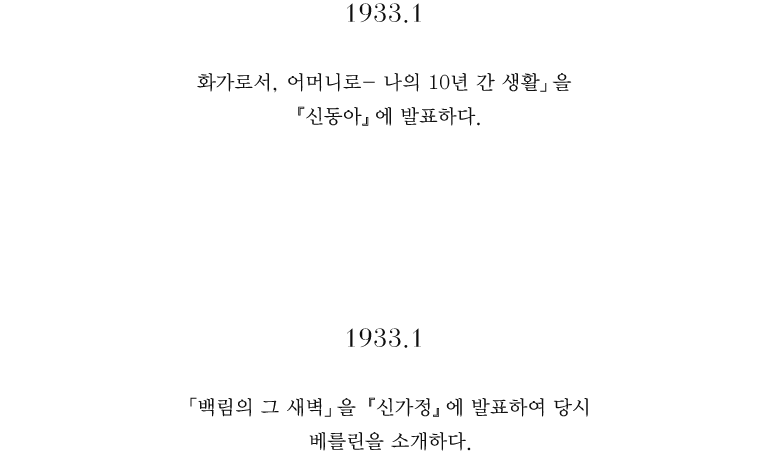 1933.1
화가로서, 어머니로– 나의 10년 간 생활」을
『신동아』에 발표하다.
1933.1
「백림의 그 새벽」을 『신가정』에 발표하여 당시
베를린을 소개하다.